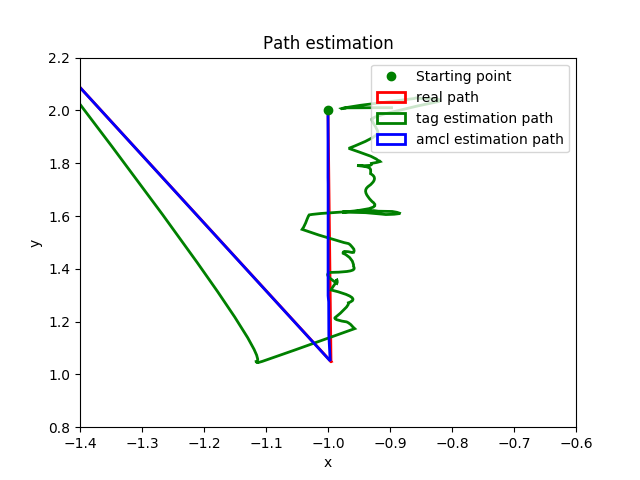 Path estimation
Starting point
real path
tag estimation path
amcl estimation path
y
2.2
2.0
1.8
1.6
1.4
1.2
1.0
0.8
−1.4 −1.3 −1.2 −1.1 −1.0 −0.9 −0.8 −0.7 −0.6
x